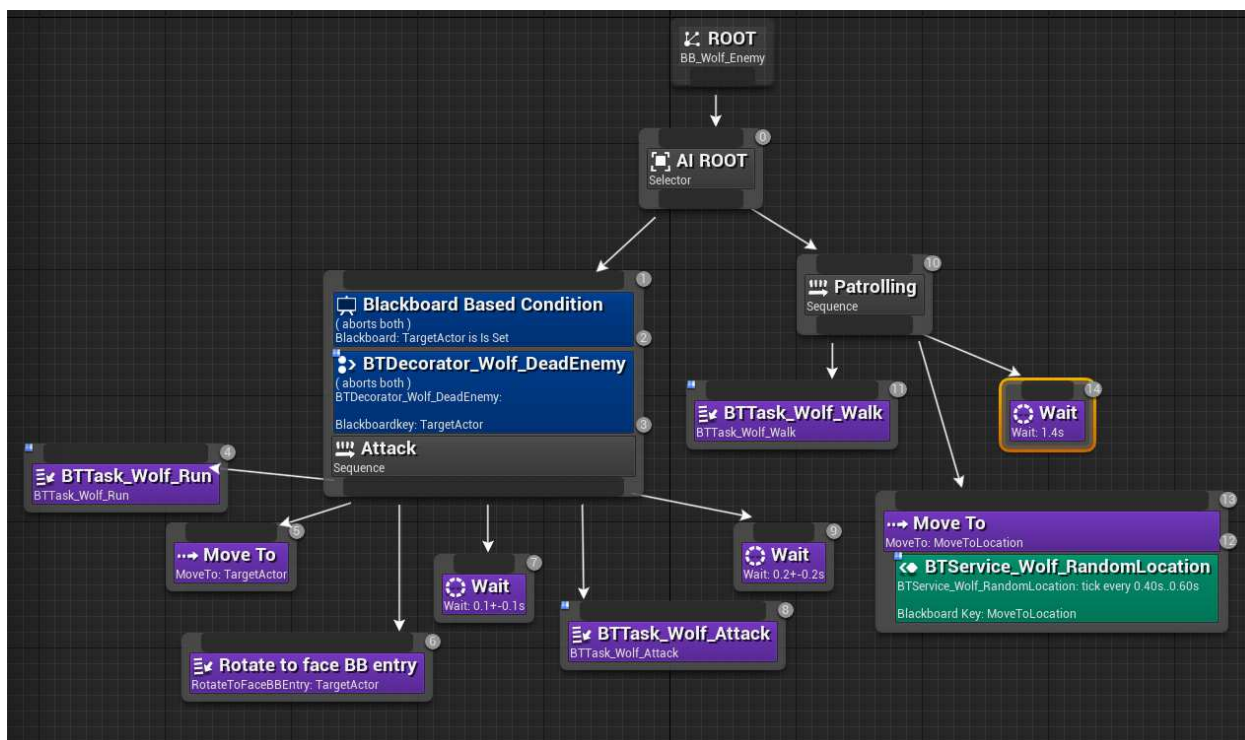 ROOT
BB_Wolf_Enemy
0
AI ROOT
Selector
1
Blackboard Based Condition
( aborts both )
Blackboard: TargetActor is Is Set
2
BTDecorator_Wolf_DeadEnemy
( aborts both )
BTDecorator_Wolf_DeadEnemy:
Blackboardkey: TargetActor
3
Attack
Sequence
10
Patrolling
Sequence
11
BTTask_Wolf_Walk
BTTask_Wolf_Walk
14
Wait
Wait: 1.4s
4
BTTask_Wolf_Run
BTTask_Wolf_Run
5
Move To
MoveTo: TargetActor
6
Rotate to face BB entry
RotateToFaceBBEntry: TargetActor
7
Wait
Wait: 0.1+-0.1s
8
BTTask_Wolf_Attack
BTTask_Wolf_Attack
9
Wait
Wait: 0.2+-0.2s
13
Move To
MoveTo: MoveToLocation
12
BTService_Wolf_RandomLocation
BTService_Wolf_RandomLocation: tick every 0.40s..0.60s
Blackboard Key: MoveToLocation